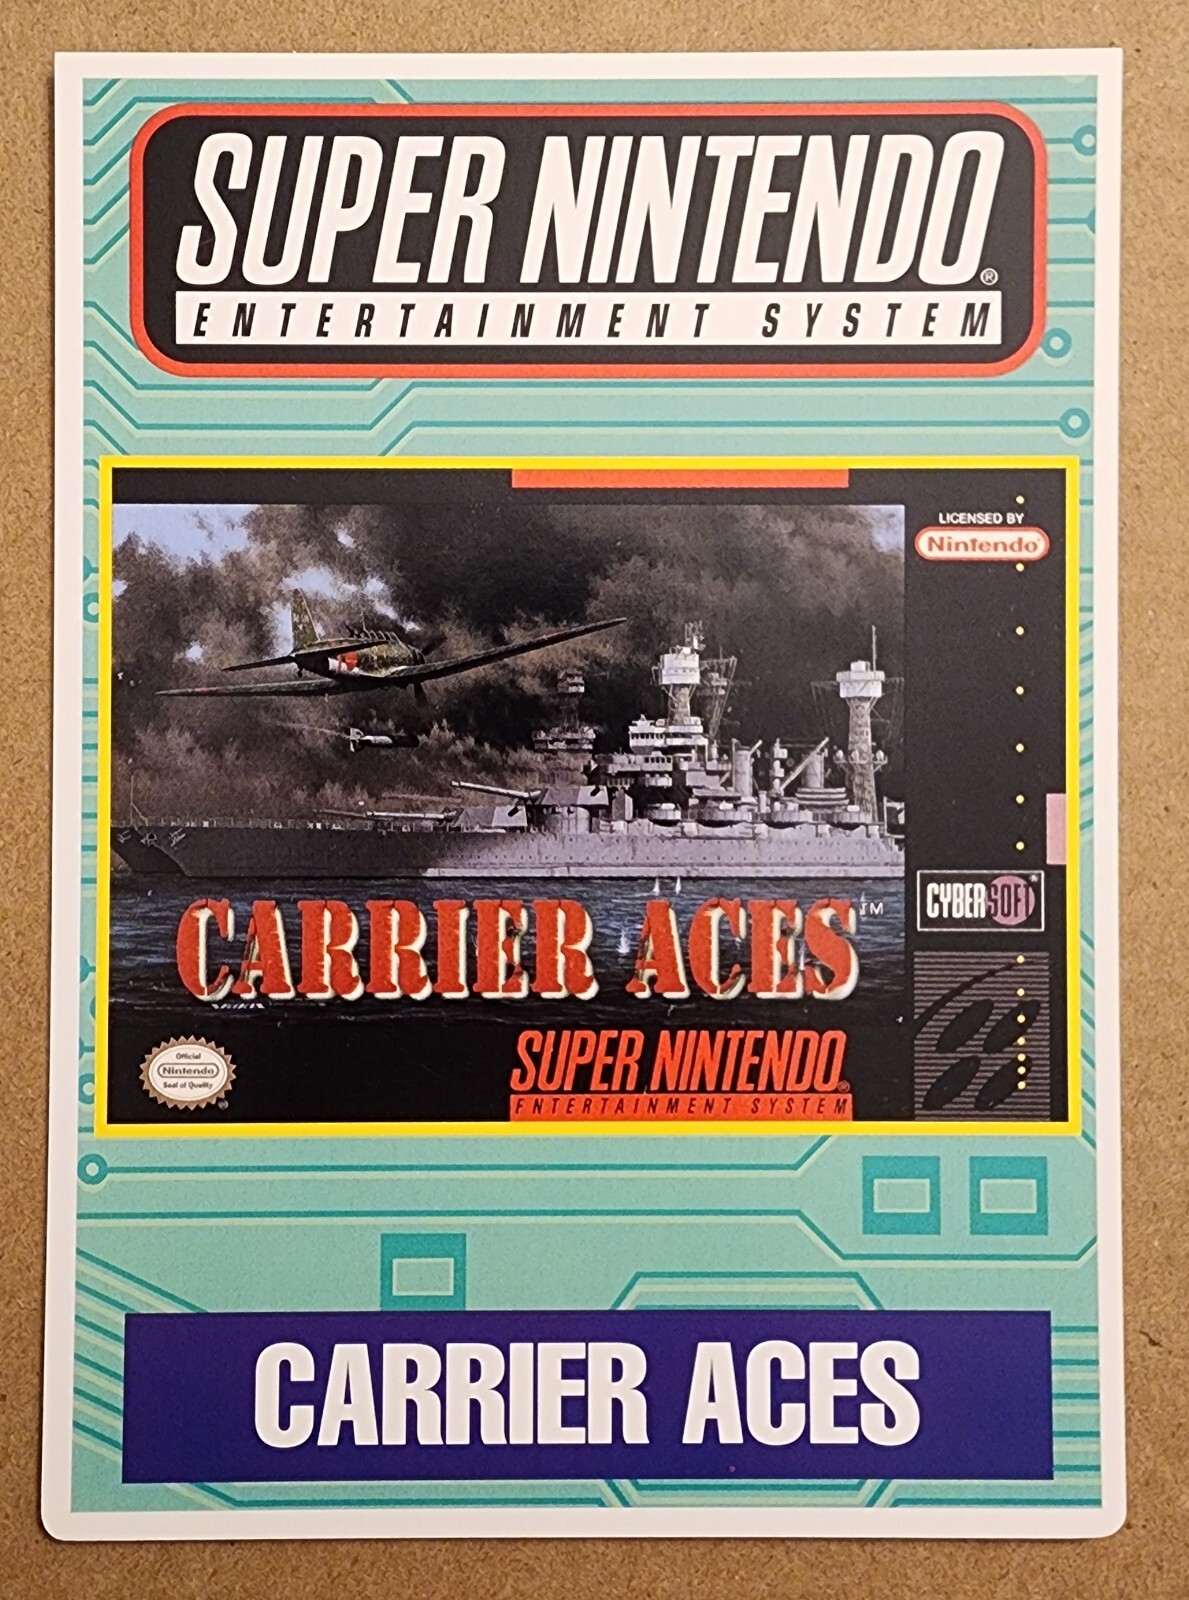 SUPER NINTENDO®
ENTERTAINMENT SYSTEM
LICENSED BY
Nintendo®
CYBERSOFT®
CARRIER ACES™
Official
Nintendo
Seal of Quality
SUPER NINTENDO®
ENTERTAINMENT SYSTEM
CARRIER ACES